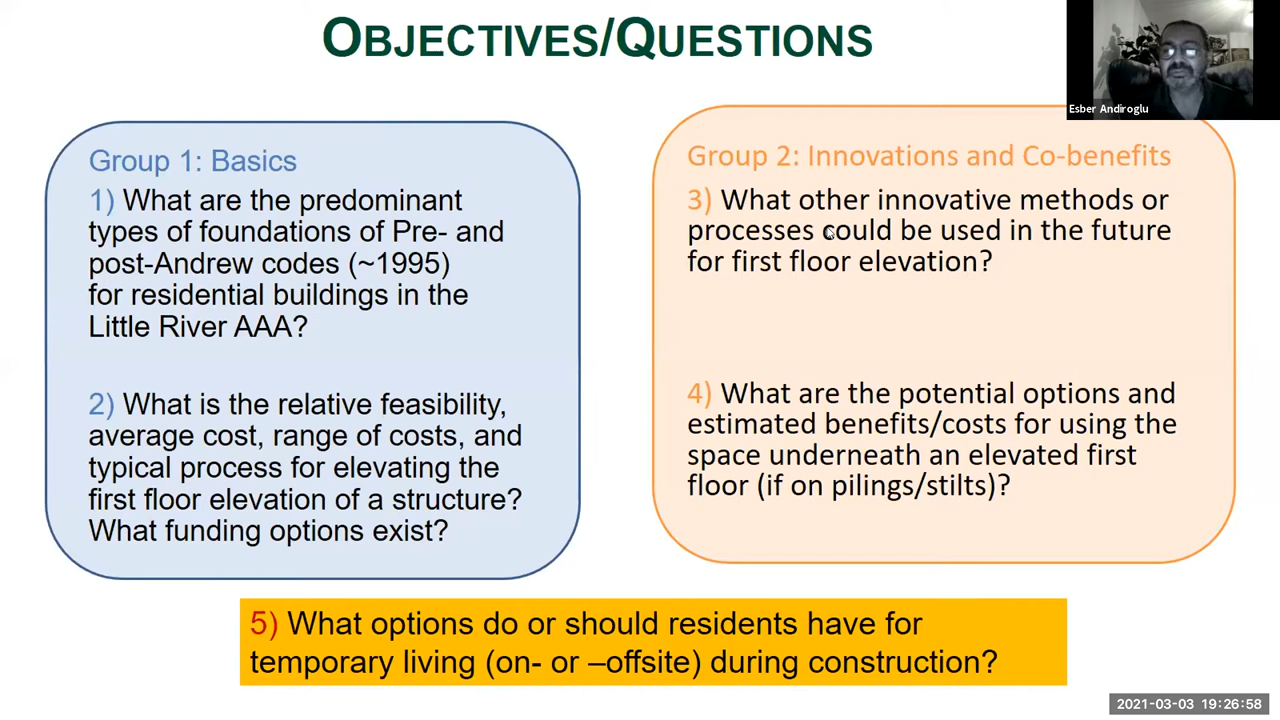 OBJECTIVES/QUESTIONS
Esber Andiroglu
Group 1: Basics
1) What are the predominant
types of foundations of Pre- and
post-Andrew codes (~1995)
for residential buildings in the
Little River AAA?
2) What is the relative feasibility,
average cost, range of costs, and
typical process for elevating the
first floor elevation of a structure?
What funding options exist?
Group 2: Innovations and Co-benefits
3) What other innovative methods or
processes could be used in the future
for first floor elevation?
4) What are the potential options and
estimated benefits/costs for using the
space underneath an elevated first
floor (if on pilings/stilts)?
5) What options do or should residents have for
temporary living (on- or –offsite) during construction?
2021-03-03 19:26:58